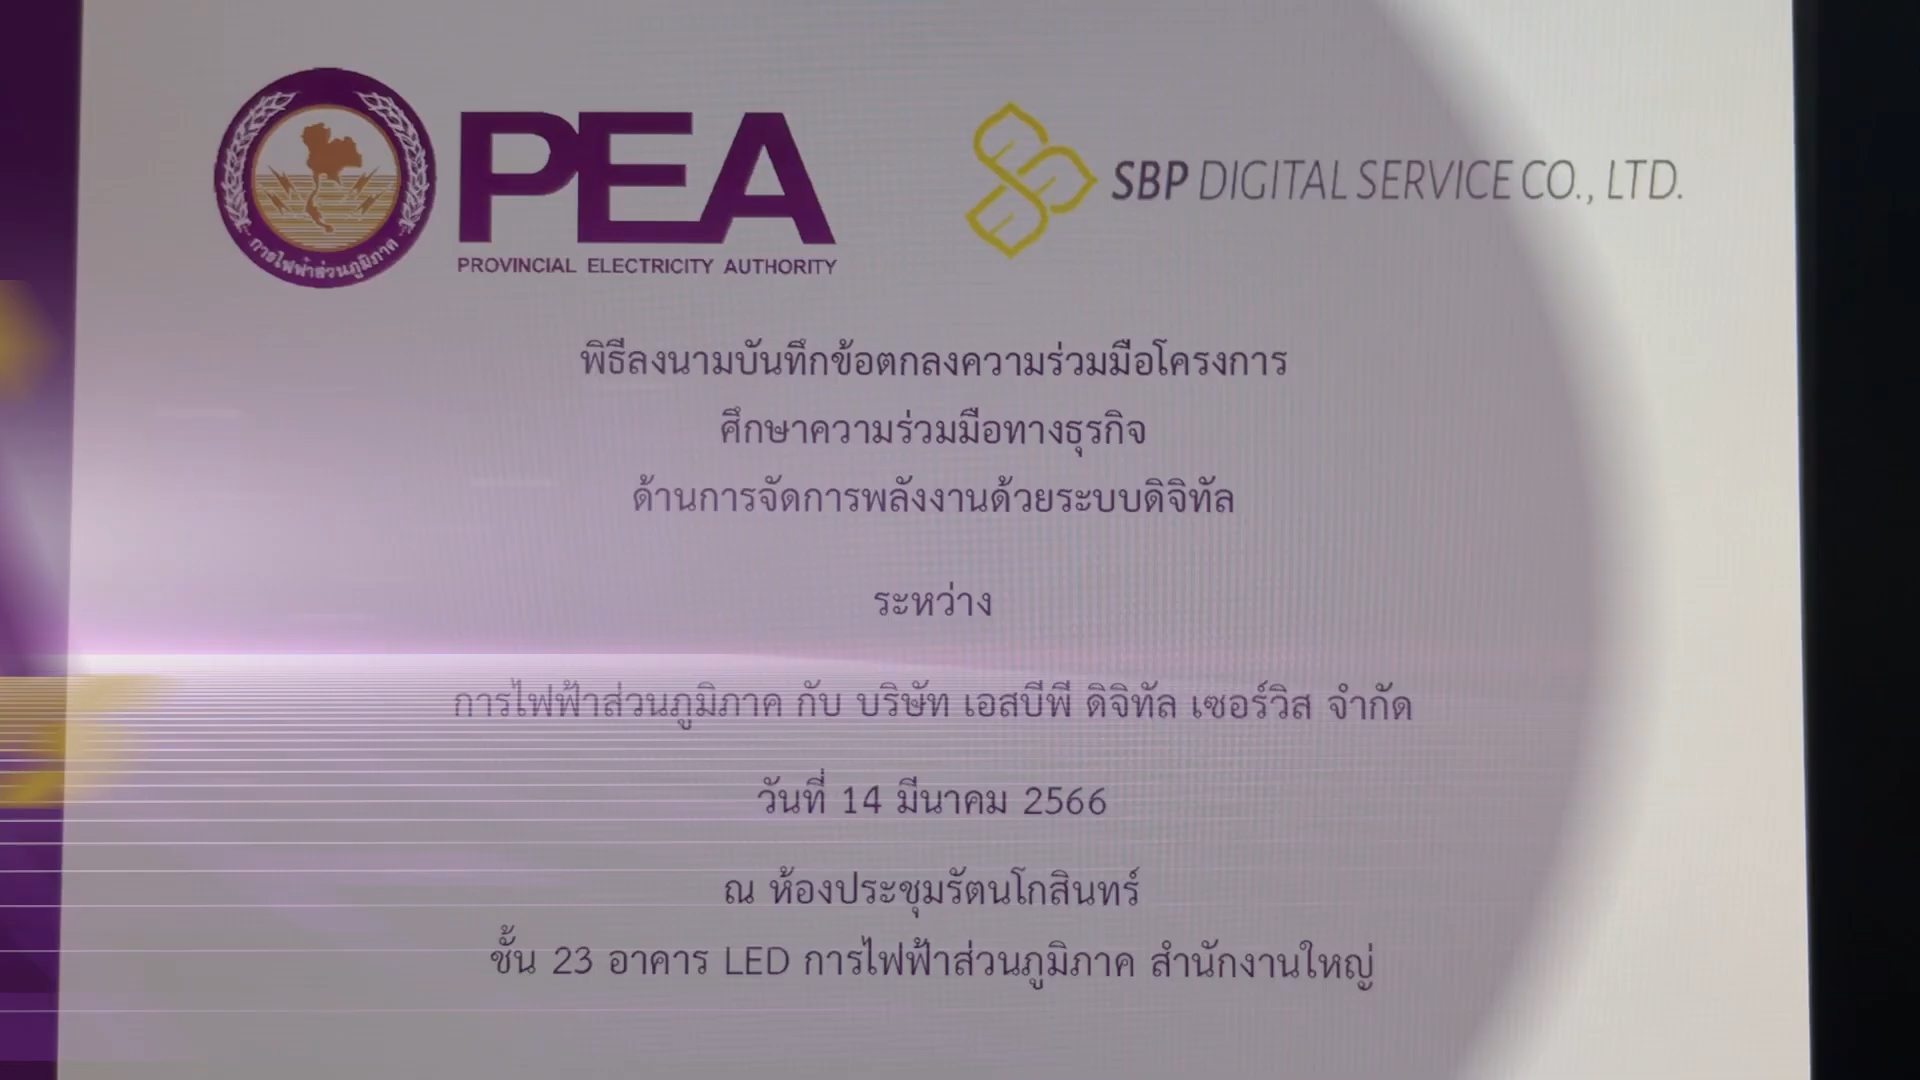 การไฟฟ้าส่วนภูมิภาค
PEA
PROVINCIAL ELECTRICITY AUTHORITY
SBP DIGITAL SERVICE CO., LTD.
พิธีลงนามบันทึกข้อตกลงความร่วมมือโครงการ
ศึกษาความร่วมมือทางธุรกิจ
ด้านการจัดการพลังงานด้วยระบบดิจิทัล
ระหว่าง
การไฟฟ้าส่วนภูมิภาค กับ บริษัท เอสบีพี ดิจิทัล เซอร์วิส จำกัด
วันที่ 14 มีนาคม 2566
ณ ห้องประชุมรัตนโกสินทร์
ชั้น 23 อาคาร LED การไฟฟ้าส่วนภูมิภาค สำนักงานใหญ่